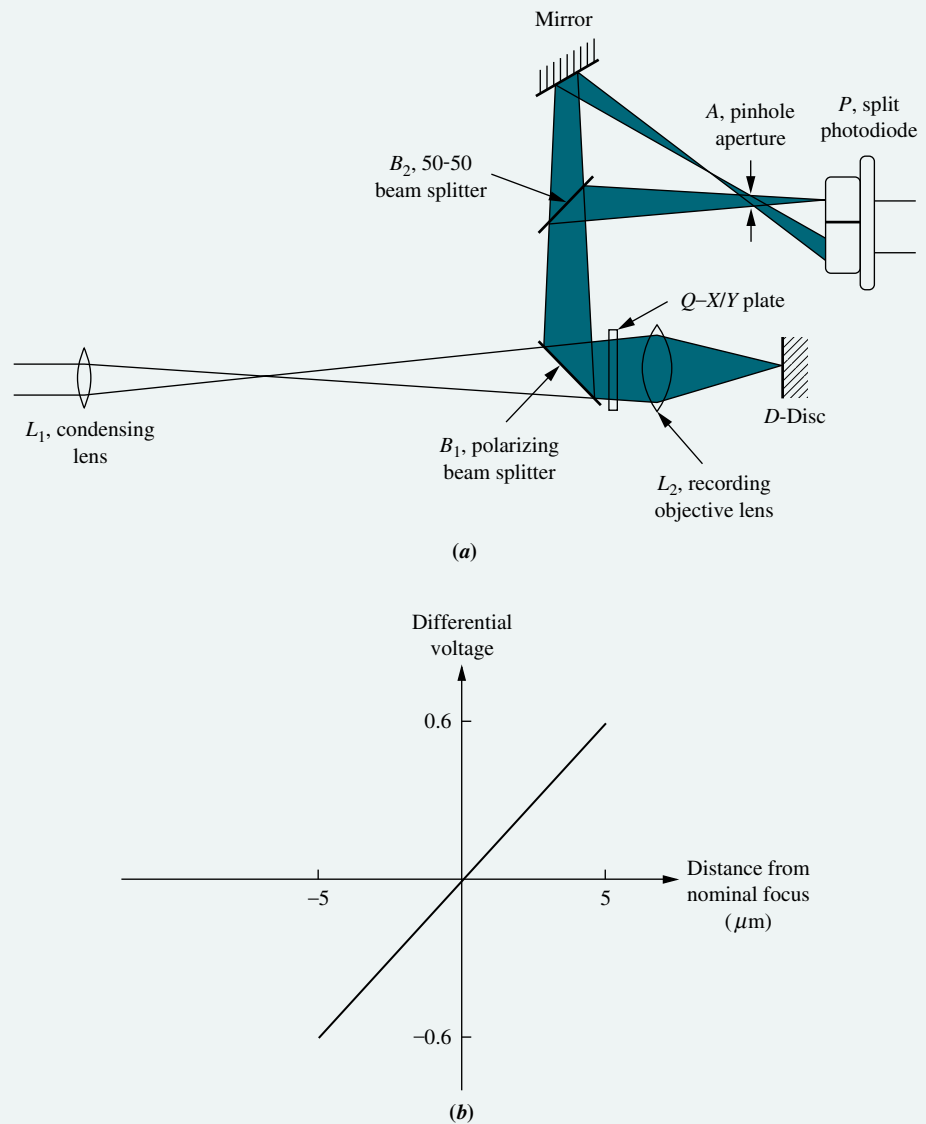 Mirror
A, pinhole
aperture
P, split
photodiode
B₂, 50-50
beam splitter
Q–X/Y plate
L₁, condensing
lens
B₁, polarizing
beam splitter
L₂, recording
objective lens
D-Disc
(a)
Differential
voltage
0.6
–5
5
Distance from
nominal focus
(μm)
–0.6
(b)